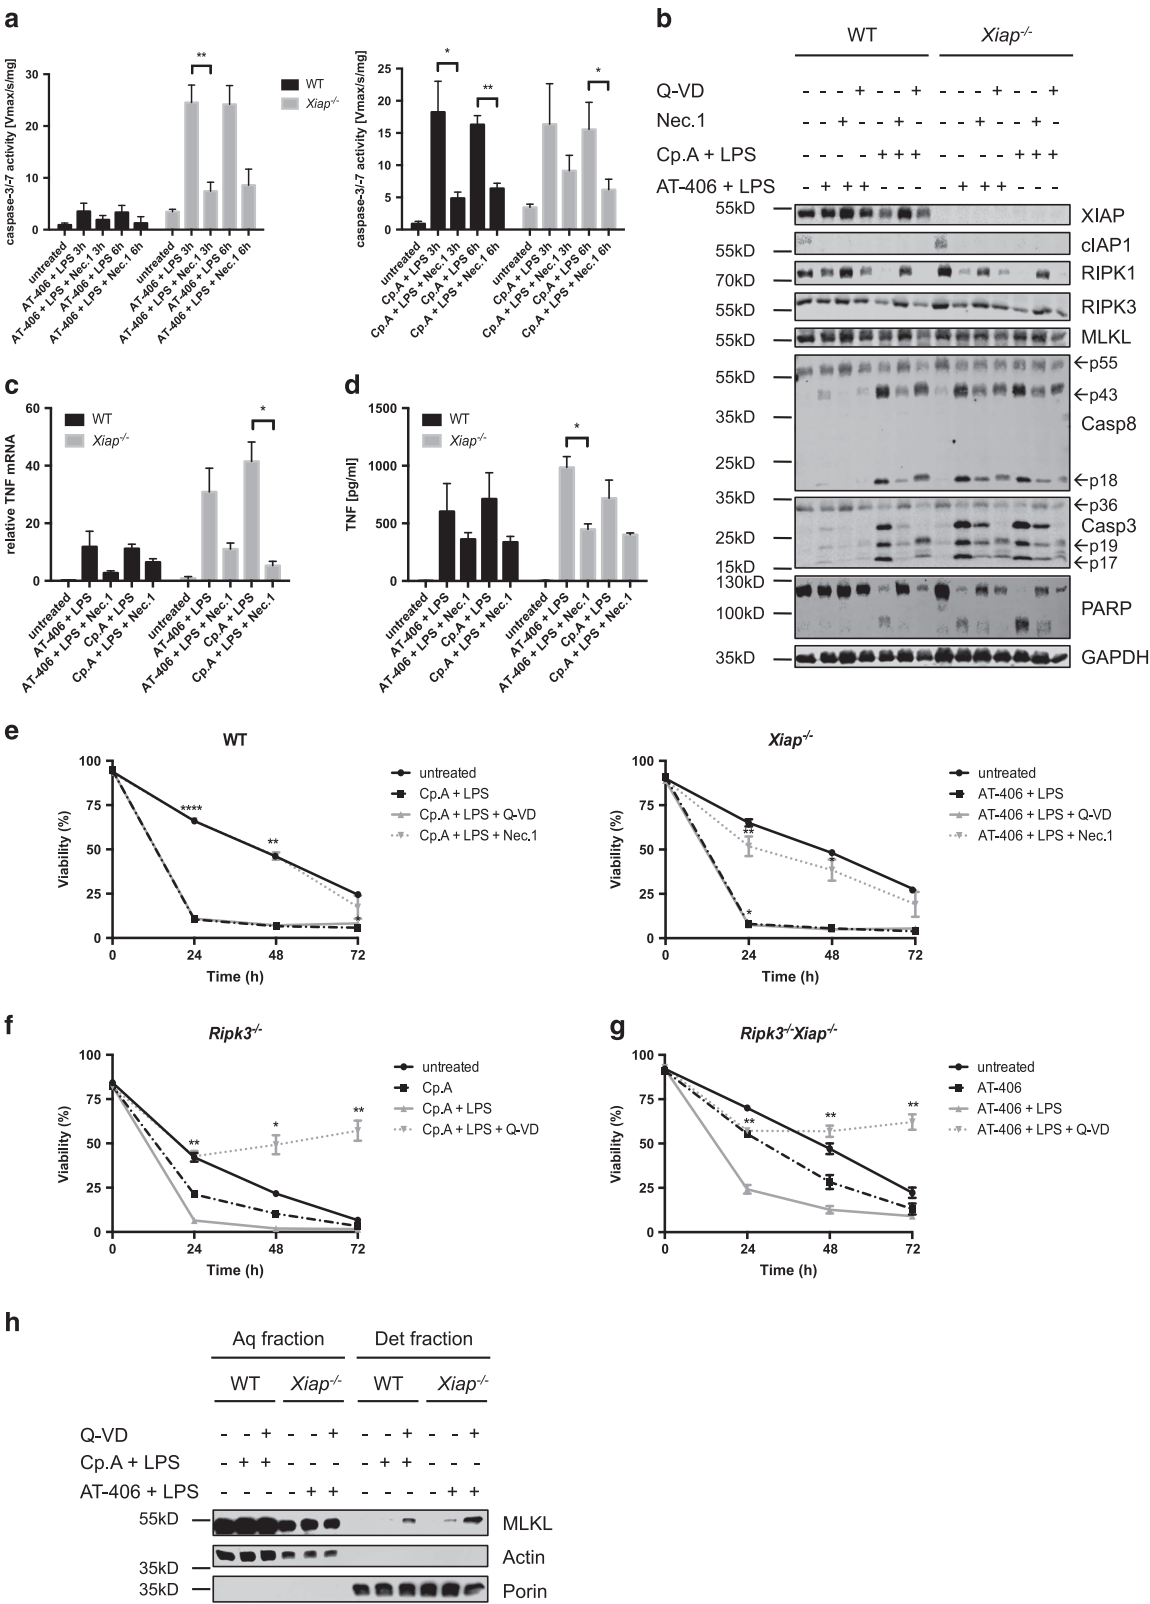 a
caspase-3/-7 activity [Vmax/s/mg]
30
20
10
0
**
WT
Xiap-/-
untreated
AT-406 + LPS 3h
AT-406 + LPS + Nec.1 3h
AT-406 + LPS 6h
AT-406 + LPS + Nec.1 6h
untreated
AT-406 + LPS 3h
AT-406 + LPS + Nec.1 3h
AT-406 + LPS 6h
AT-406 + LPS + Nec.1 6h
caspase-3/-7 activity [Vmax/s/mg]
25
20
15
10
5
0
*
**
*
untreated
Cp.A + LPS 3h
Cp.A + LPS + Nec.1 3h
Cp.A + LPS 6h
Cp.A + LPS + Nec.1 6h
untreated
Cp.A + LPS 3h
Cp.A + LPS + Nec.1 3h
Cp.A + LPS 6h
Cp.A + LPS + Nec.1 6h
b
WT Xiap-/-
Q-VD - - - + - - + - - - + - - +
Nec.1 - - + - - + - - - + - - + -
Cp.A + LPS - - - - + + + - - - - + + +
AT-406 + LPS - + + + - - - - + + + - - -
55kD XIAP
55kD cIAP1
70kD RIPK1
55kD RIPK3
55kD MLKL
←p55
55kD
←p43
35kD
Casp8
25kD
←p18
35kD
←p36
Casp3
25kD
←p19
←p17
15kD
130kD
100kD PARP
35kD GAPDH
c
relative TNF mRNA
60
40
20
0
WT
Xiap-/-
*
untreated
AT-406 + LPS
AT-406 + LPS + Nec.1
Cp.A + LPS
Cp.A + LPS + Nec.1
untreated
AT-406 + LPS
AT-406 + LPS + Nec.1
Cp.A + LPS
Cp.A + LPS + Nec.1
d
TNF [pg/ml]
1500
1000
500
0
WT
Xiap-/-
*
untreated
AT-406 + LPS
AT-406 + LPS + Nec.1
Cp.A + LPS
Cp.A + LPS + Nec.1
untreated
AT-406 + LPS
AT-406 + LPS + Nec.1
Cp.A + LPS
Cp.A + LPS + Nec.1
e
WT
Viability (%)
100
75
50
25
0
****
**
*
0 24 48 72
Time (h)
untreated
Cp.A + LPS
Cp.A + LPS + Q-VD
Cp.A + LPS + Nec.1
Xiap-/-
Viability (%)
100
75
50
25
0
**
*
*
0 24 48 72
Time (h)
untreated
AT-406 + LPS
AT-406 + LPS + Q-VD
AT-406 + LPS + Nec.1
f
Ripk3-/-
Viability (%)
100
75
50
25
0
**
*
**
0 24 48 72
Time (h)
untreated
Cp.A
Cp.A + LPS
Cp.A + LPS + Q-VD
g
Ripk3-/-Xiap-/-
Viability (%)
100
75
50
25
0
**
**
**
0 24 48 72
Time (h)
untreated
AT-406
AT-406 + LPS
AT-406 + LPS + Q-VD
h
Aq fraction Det fraction
WT Xiap-/- WT Xiap-/-
Q-VD - - + - - + - - + - - +
Cp.A + LPS - + + - - - - + + - - -
AT-406 + LPS - - - - + + - - - - + +
55kD MLKL
Actin
35kD
35kD Porin